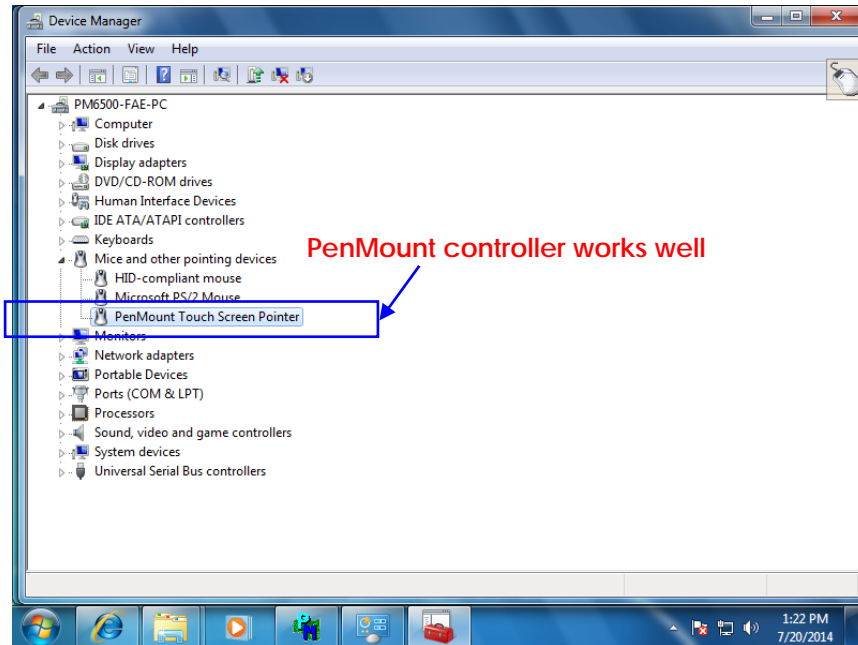 Device Manager
File Action View Help
PM6500-FAE-PC
Computer
Disk drives
Display adapters
DVD/CD-ROM drives
Human Interface Devices
IDE ATA/ATAPI controllers
Keyboards
PenMount controller works well
Mice and other pointing devices
HID-compliant mouse
Microsoft PS/2 Mouse
PenMount Touch Screen Pointer
Monitors
Network adapters
Portable Devices
Ports (COM & LPT)
Processors
Sound, video and game controllers
System devices
Universal Serial Bus controllers
1:22 PM
7/20/2014